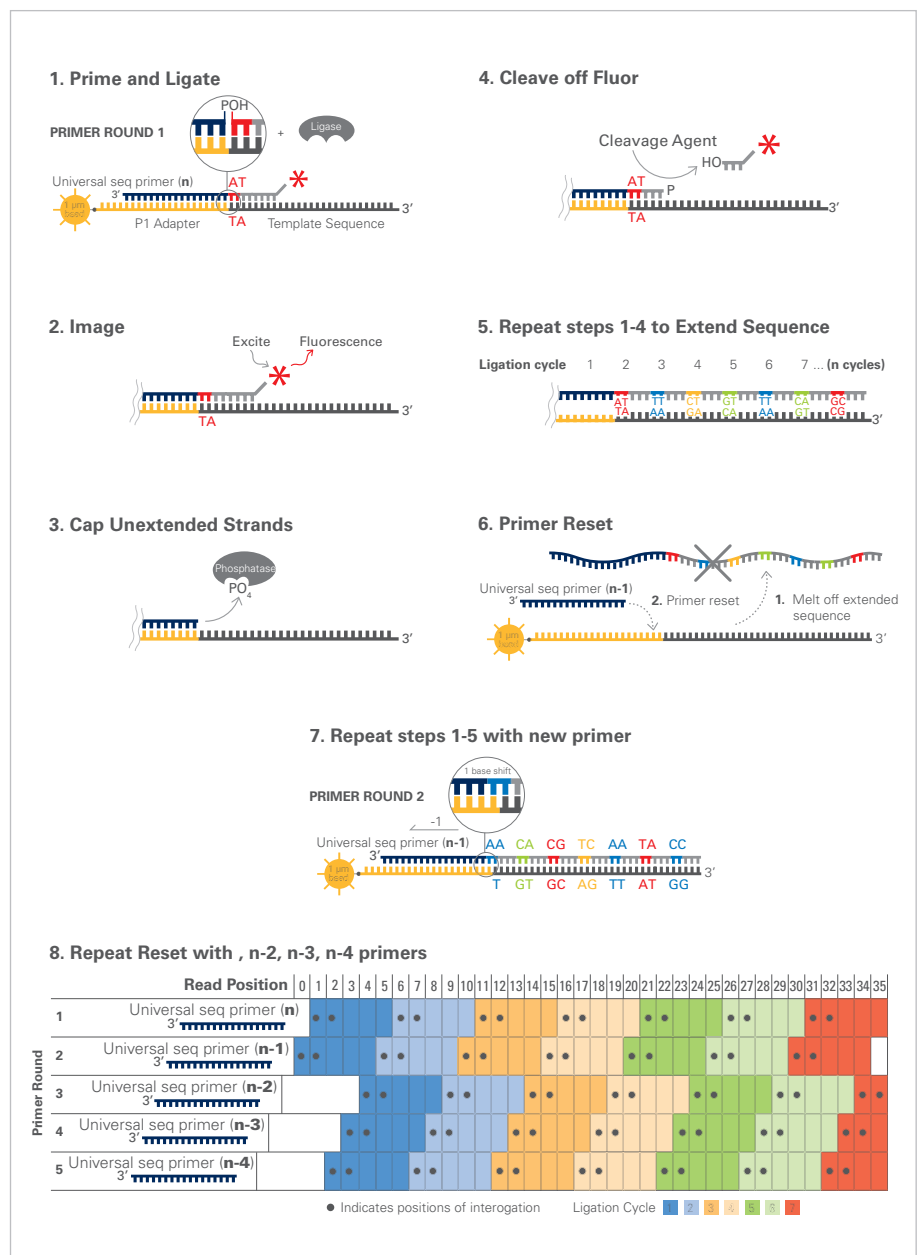 1. Prime and Ligate
PRIMER ROUND 1
POH
+
Ligase
Universal seq primer (n)
3′
AT
1 µm
bead
P1 Adapter
TA
Template Sequence
3′
2. Image
Excite
Fluorescence
TA
3′
3. Cap Unextended Strands
Phosphatase
PO4
3′
4. Cleave off Fluor
Cleavage Agent
HO
AT
P
TA
3′
5. Repeat steps 1-4 to Extend Sequence
Ligation cycle 1 2 3 4 5 6 7 ... (n cycles)
AT TT CT GT TT CA GC
TA AA GA CA AA GT CG
3′
6. Primer Reset
Universal seq primer (n-1)
3′
2. Primer reset
1. Melt off extended
sequence
1 µm
bead
3′
7. Repeat steps 1-5 with new primer
1 base shift
PRIMER ROUND 2
-1
Universal seq primer (n-1)
3′
AA CA CG TC AA TA CC
1 µm
bead
T GT GC AG TT AT GG
3′
8. Repeat Reset with , n-2, n-3, n-4 primers
Read Position 0 1 2 3 4 5 6 7 8 9 10 11 12 13 14 15 16 17 18 19 20 21 22 23 24 25 26 27 28 29 30 31 32 33 34 35
Primer Round
1 Universal seq primer (n)
3′
2 Universal seq primer (n-1)
3′
3 Universal seq primer (n-2)
3′
4 Universal seq primer (n-3)
3′
5 Universal seq primer (n-4)
3′
Indicates positions of interogation
Ligation Cycle 1 2 3 4 5 6 7